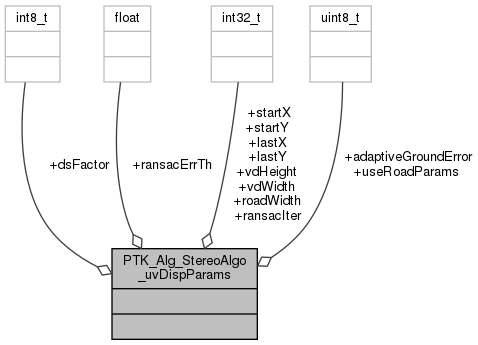 int8_t
float
int32_t
uint8_t
+dsFactor
+ransacErrTh
+startX
+startY
+lastX
+lastY
+vdHeight
+vdWidth
+roadWidth
+ransacIter
+adaptiveGroundError
+useRoadParams
PTK_Alg_StereoAlgo
_uvDispParams